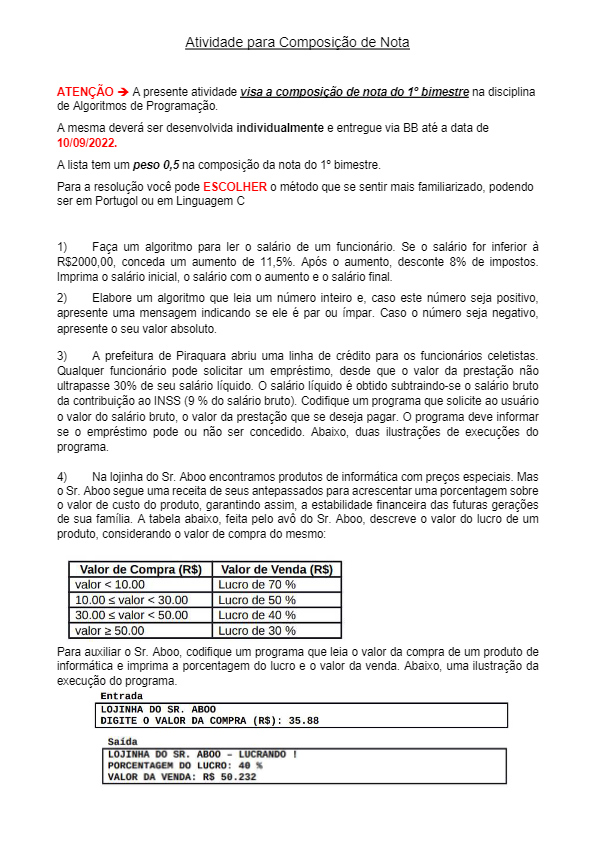 Atividade para Composição de Nota
ATENÇÃO ➔ A presente atividade visa a composição de nota do 1º bimestre na disciplina
de Algoritmos de Programação.
A mesma deverá ser desenvolvida individualmente e entregue via BB até a data de
10/09/2022.
A lista tem um peso 0,5 na composição da nota do 1º bimestre.
Para a resolução você pode ESCOLHER o método que se sentir mais familiarizado, podendo
ser em Portugol ou em Linguagem C
1) Faça um algoritmo para ler o salário de um funcionário. Se o salário for inferior à
R$2000,00, conceda um aumento de 11,5%. Após o aumento, desconte 8% de impostos.
Imprima o salário inicial, o salário com o aumento e o salário final.
2) Elabore um algoritmo que leia um número inteiro e, caso este número seja positivo,
apresente uma mensagem indicando se ele é par ou ímpar. Caso o número seja negativo,
apresente o seu valor absoluto.
3) A prefeitura de Piraquara abriu uma linha de crédito para os funcionários celetistas.
Qualquer funcionário pode solicitar um empréstimo, desde que o valor da prestação não
ultrapasse 30% de seu salário líquido. O salário líquido é obtido subtraindo-se o salário bruto
da contribuição ao INSS (9 % do salário bruto). Codifique um programa que solicite ao usuário
o valor do salário bruto, o valor da prestação que se deseja pagar. O programa deve informar
se o empréstimo pode ou não ser concedido. Abaixo, duas ilustrações de execuções do
programa.
4) Na lojinha do Sr. Aboo encontramos produtos de informática com preços especiais. Mas
o Sr. Aboo segue uma receita de seus antepassados para acrescentar uma porcentagem sobre
o valor de custo do produto, garantindo assim, a estabilidade financeira das futuras gerações
de sua família. A tabela abaixo, feita pelo avô do Sr. Aboo, descreve o valor do lucro de um
produto, considerando o valor de compra do mesmo:
Valor de Compra (R$) Valor de Venda (R$)
valor < 10.00 Lucro de 70 %
10.00 ≤ valor < 30.00 Lucro de 50 %
30.00 ≤ valor < 50.00 Lucro de 40 %
valor ≥ 50.00 Lucro de 30 %
Para auxiliar o Sr. Aboo, codifique um programa que leia o valor da compra de um produto de
informática e imprima a porcentagem do lucro e o valor da venda. Abaixo, uma ilustração da
execução do programa.
Entrada
LOJINHA DO SR. ABOO
DIGITE O VALOR DA COMPRA (R$): 35.88
Saída
LOJINHA DO SR. ABOO – LUCRANDO !
PORCENTAGEM DO LUCRO: 40 %
VALOR DA VENDA: R$ 50.232